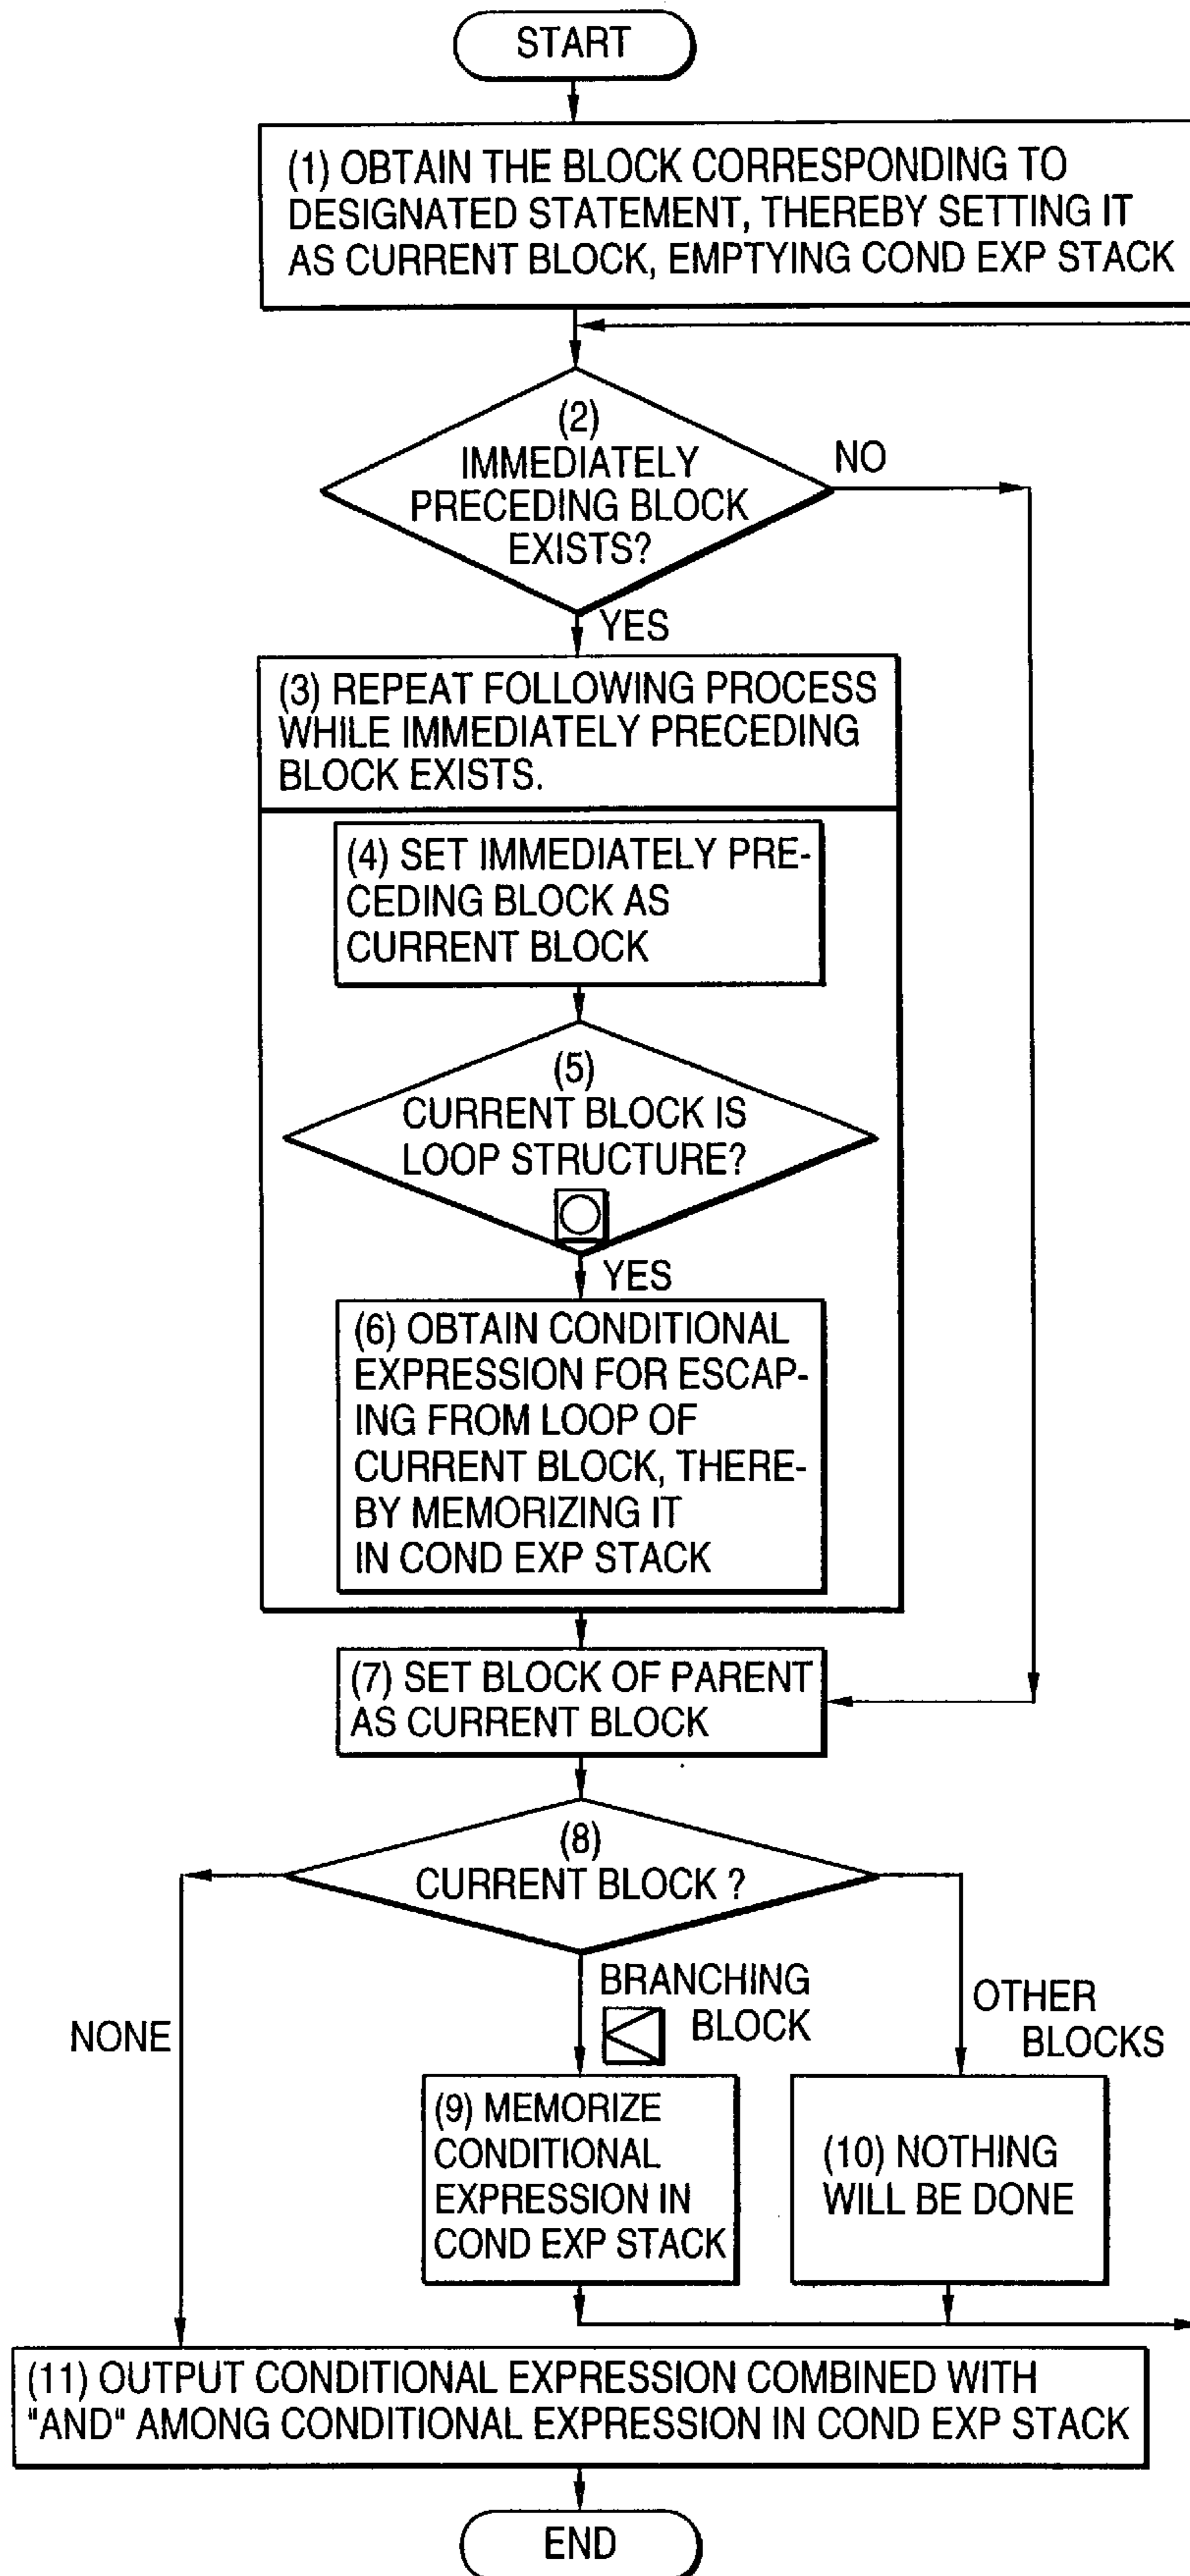 START
(1) OBTAIN THE BLOCK CORRESPONDING TO
DESIGNATED STATEMENT, THEREBY SETTING IT
AS CURRENT BLOCK, EMPTYING COND EXP STACK
(2)
IMMEDIATELY
PRECEDING BLOCK
EXISTS?
NO
YES
(3) REPEAT FOLLOWING PROCESS
WHILE IMMEDIATELY PRECEDING
BLOCK EXISTS.
(4) SET IMMEDIATELY PRE-
CEDING BLOCK AS
CURRENT BLOCK
(5)
CURRENT BLOCK IS
LOOP STRUCTURE?
YES
(6) OBTAIN CONDITIONAL
EXPRESSION FOR ESCAP-
ING FROM LOOP OF
CURRENT BLOCK, THERE-
BY MEMORIZING IT
IN COND EXP STACK
(7) SET BLOCK OF PARENT
AS CURRENT BLOCK
(8)
CURRENT BLOCK ?
NONE
BRANCHING
BLOCK
OTHER
BLOCKS
(9) MEMORIZE
CONDITIONAL
EXPRESSION IN
COND EXP STACK
(10) NOTHING
WILL BE DONE
(11) OUTPUT CONDITIONAL EXPRESSION COMBINED WITH
"AND" AMONG CONDITIONAL EXPRESSION IN COND EXP STACK
END